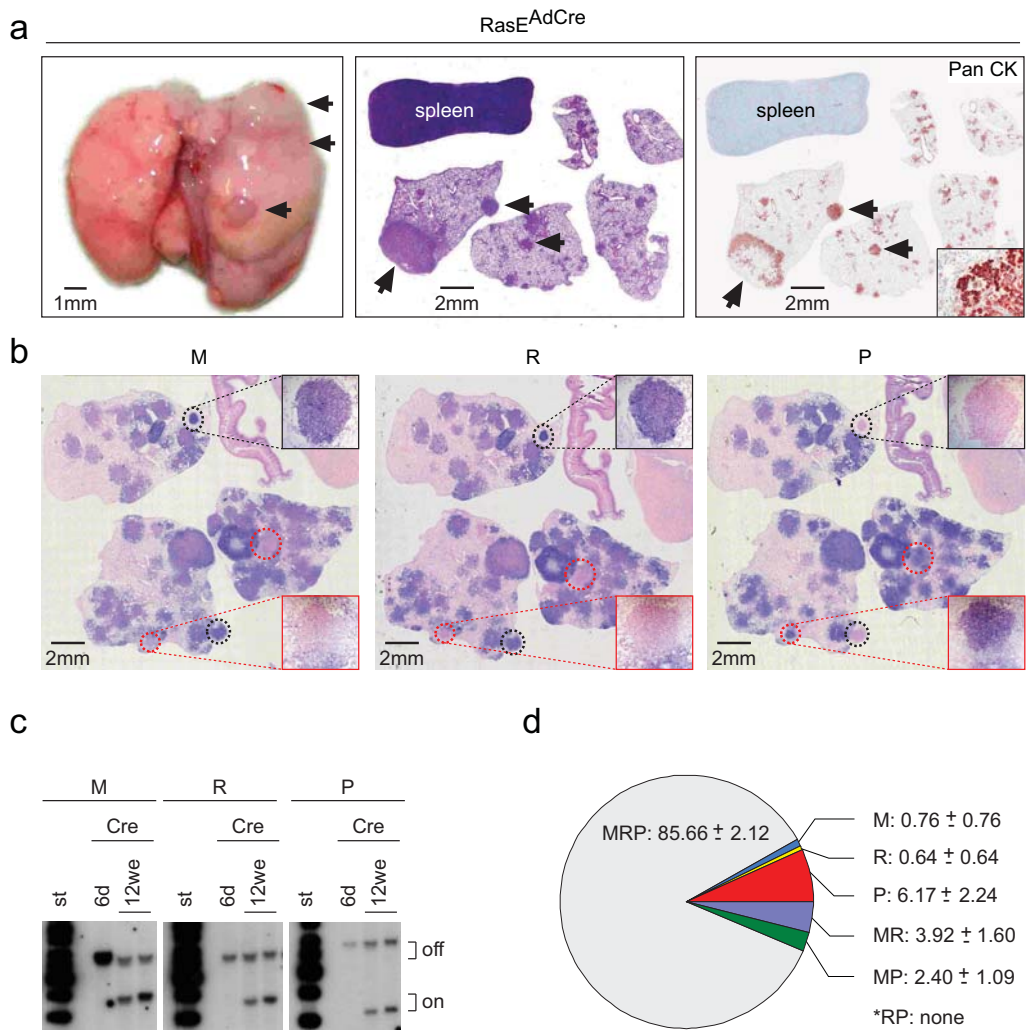 a
RasE^AdCre
1mm
spleen
2mm
Pan CK
spleen
2mm
b
M
R
P
2mm
2mm
2mm
c
M
R
P
Cre
Cre
Cre
st
6d
12we
st
6d
12we
st
6d
12we
off
on
d
MRP: 85.66 ± 2.12
M: 0.76 ± 0.76
R: 0.64 ± 0.64
P: 6.17 ± 2.24
MR: 3.92 ± 1.60
MP: 2.40 ± 1.09
*RP: none